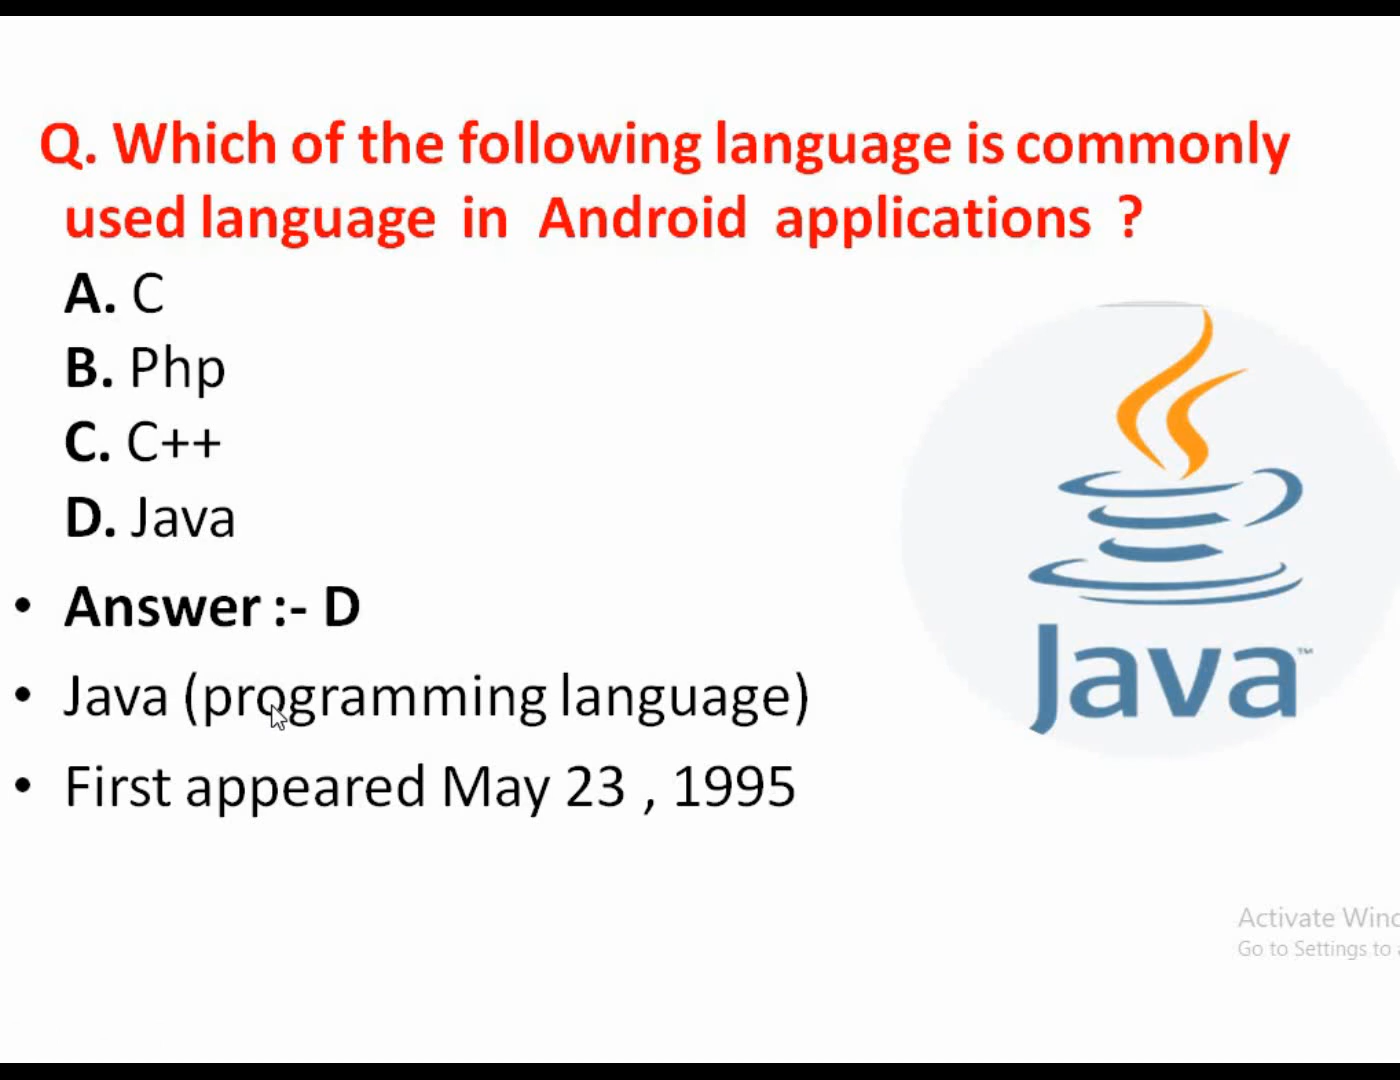 Q. Which of the following language is commonly
used language in Android applications ?
A. C
B. Php
C. C++
D. Java
• Answer :- D
• Java (programming language)
• First appeared May 23 , 1995
Java™
Activate Winc
Go to Settings to